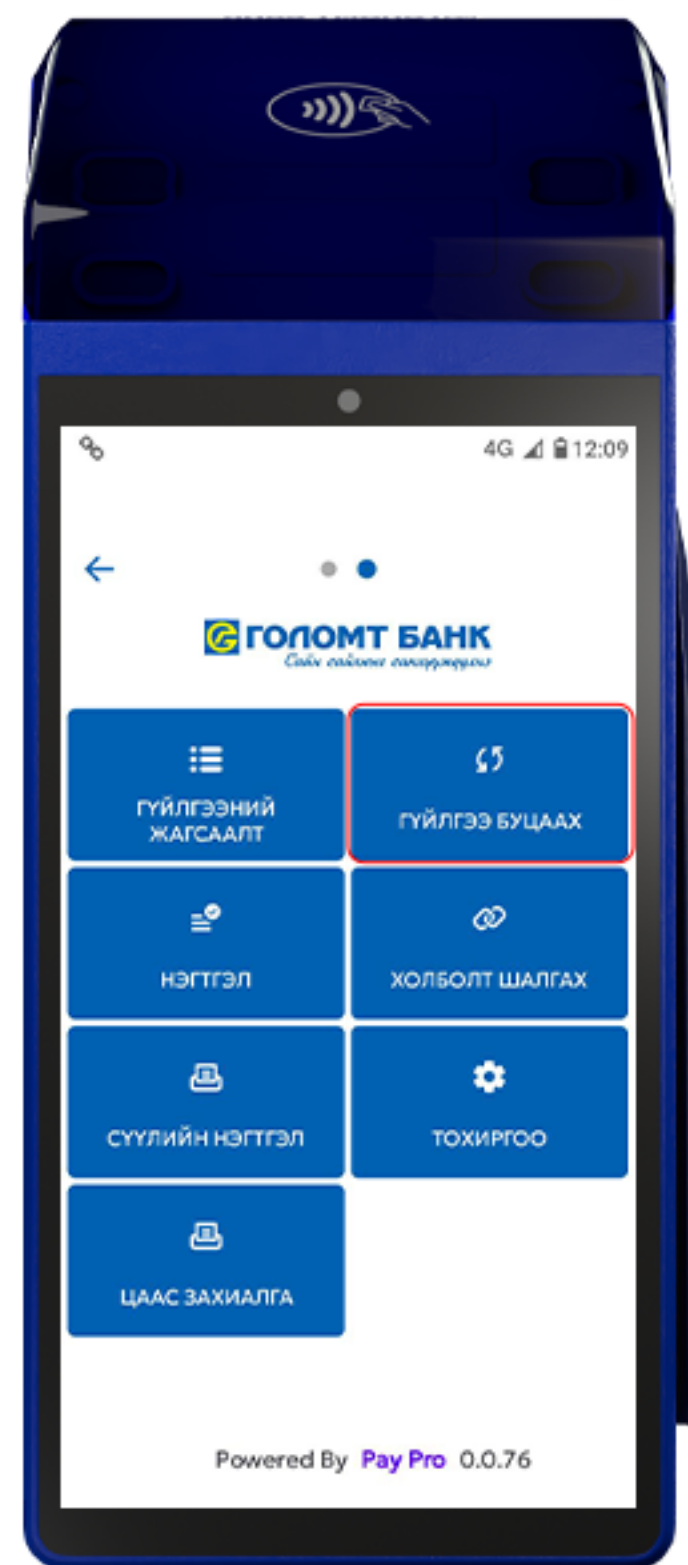 4G 12:09
ГОЛОМТ БАНК
ГҮЙЛГЭЭНИЙ
ЖАГСААЛТ
ГҮЙЛГЭЭ БУЦААХ
НЭГТГЭЛ
ХОЛБОЛТ ШАЛГАХ
СҮҮЛИЙН НЭГТГЭЛ
ТОХИРГОО
ЦААС ЗАХИАЛГА
Powered By Pay Pro 0.0.76